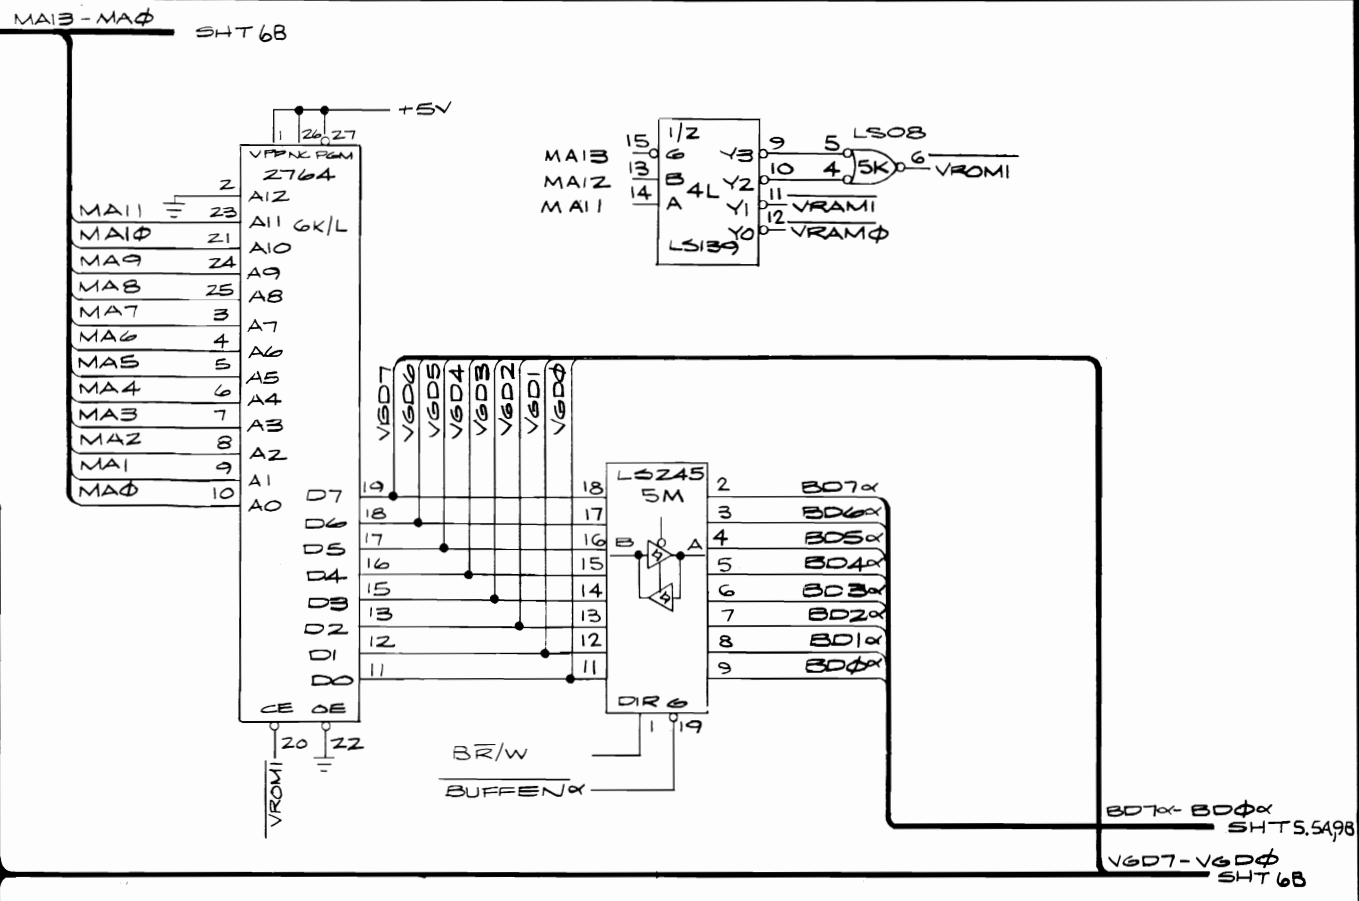 MA13 - MAØ
SHT 6B
+5V
1 26 27
VPP NC PGM
2764
6K/L
2 A12
MA11 23 A11
MA10 21 A10
MA9 24 A9
MA8 25 A8
MA7 3 A7
MA6 4 A6
MA5 5 A5
MA4 6 A4
MA3 7 A3
MA2 8 A2
MA1 9 A1
MAØ 10 A0
D7 19
D6 18
D5 17
D4 16
D3 15
D2 13
D1 12
D0 11
CE OE
20 22
VROM1
MA13 15 G
MA12 13 B
MA11 14 A
1/2
4L
LS139
Y3 9 5
Y2 10 4
Y1 11 VRAM1
Y0 12 VRAMØ
LS08
5K
6 VROM1
VGD7
VGD6
VGD5
VGD4
VGD3
VGD2
VGD1
VGDØ
LS245
5M
B A
18 2 BD7α
17 3 BD6α
16 4 BD5α
15 5 BD4α
14 6 BD3α
13 7 BD2α
12 8 BD1α
11 9 BDØα
DIR G
1 19
BR̅/W
BUFFENα
BD7α- BDØα
SHT5.5A,9B
VGD7-VGDØ
SHT 6B